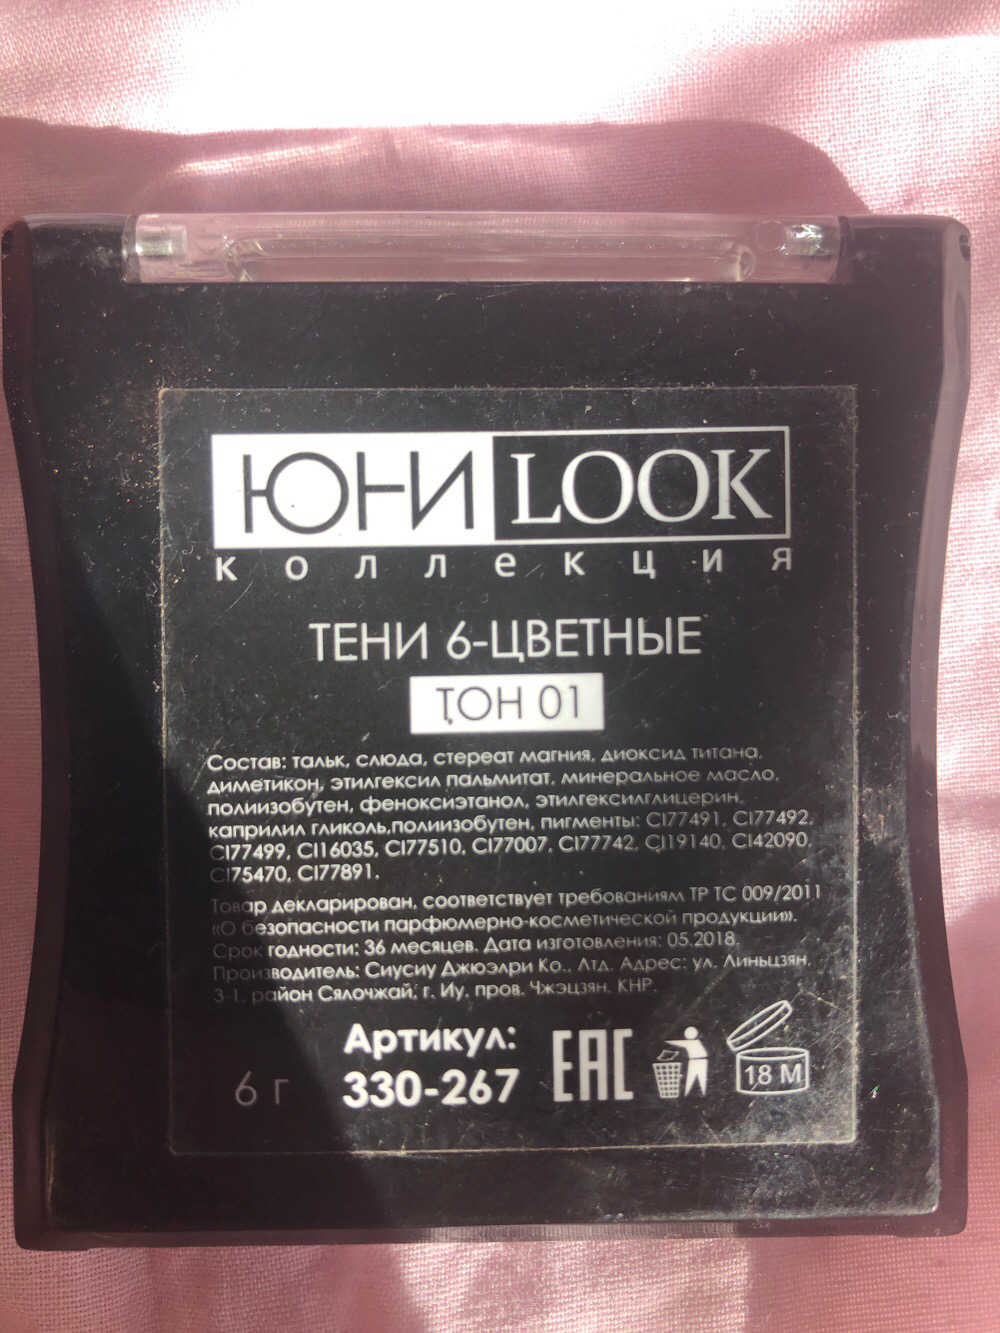 ЮНИ LOOK
коллекция
ТЕНИ 6-ЦВЕТНЫЕ
ТОН 01
Состав: тальк, слюда, стереат магния, диоксид титана,
диметикон, этилгексил пальмитат, минеральное масло,
полиизобутен, феноксиэтанол, этилгексилглицерин,
каприлил гликоль,полиизобутен, пигменты: CI77491, CI77492,
CI77499, CI16035, CI77510, CI77007, CI77742, CI19140, CI42090,
CI75470, CI77891.
Товар декларирован, соответствует требованиям ТР ТС 009/2011
«О безопасности парфюмерно-косметической продукции».
Срок годности: 36 месяцев. Дата изготовления: 05.2018.
Производитель: Сиусиу Джюэлри Ко., Лтд. Адрес: ул. Линьцзян,
3-1, район Сялочжай, г. Иу, пров. Чжэцзян, КНР.
Артикул:
6 г 330-267 EAC 18 M